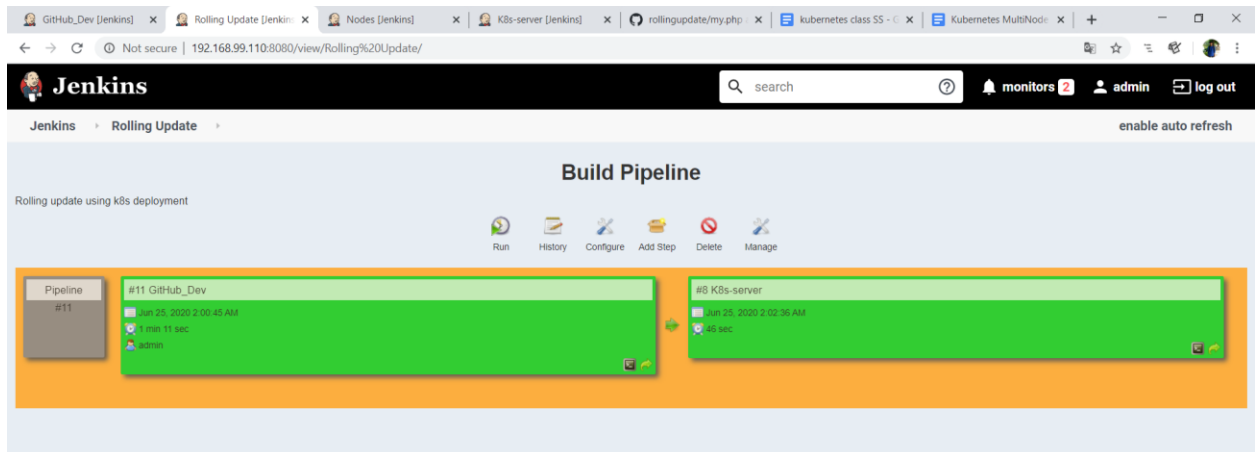 GitHub_Dev [Jenkins]
Rolling Update [Jenkin
Nodes [Jenkins]
K8s-server [Jenkins]
rollingupdate/my.php
kubernetes class SS - G
Kubernetes MultiNode
Not secure | 192.168.99.110:8080/view/Rolling%20Update/
Jenkins
search
monitors 2
admin
log out
Jenkins
Rolling Update
enable auto refresh
Build Pipeline
Rolling update using k8s deployment
Run
History
Configure
Add Step
Delete
Manage
Pipeline
#11
#11 GitHub_Dev
Jun 25, 2020 2:00:45 AM
1 min 11 sec
admin
#8 K8s-server
Jun 25, 2020 2:02:36 AM
46 sec